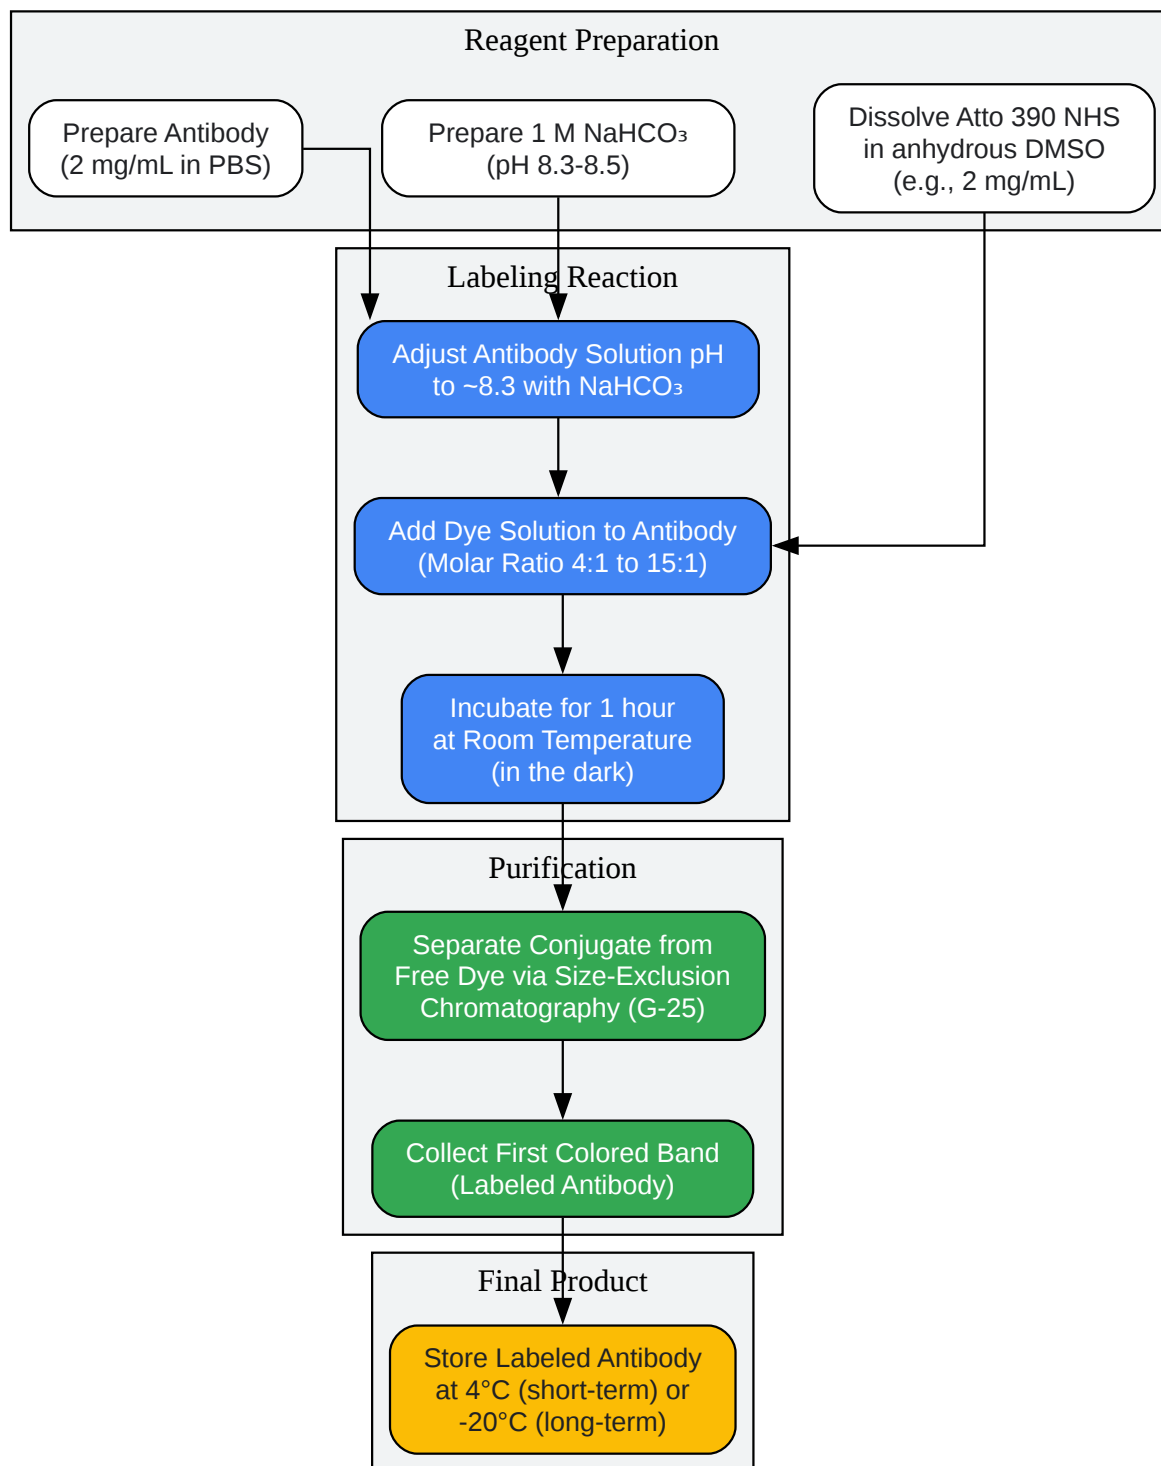 Reagent Preparation
Prepare Antibody
(2 mg/mL in PBS)
Prepare 1 M NaHCO₃
(pH 8.3-8.5)
Dissolve Atto 390 NHS
in anhydrous DMSO
(e.g., 2 mg/mL)
Labeling Reaction
Adjust Antibody Solution pH
to ~8.3 with NaHCO₃
Add Dye Solution to Antibody
(Molar Ratio 4:1 to 15:1)
Incubate for 1 hour
at Room Temperature
(in the dark)
Purification
Separate Conjugate from
Free Dye via Size-Exclusion
Chromatography (G-25)
Collect First Colored Band
(Labeled Antibody)
Final Product
Store Labeled Antibody
at 4°C (short-term) or
-20°C (long-term)